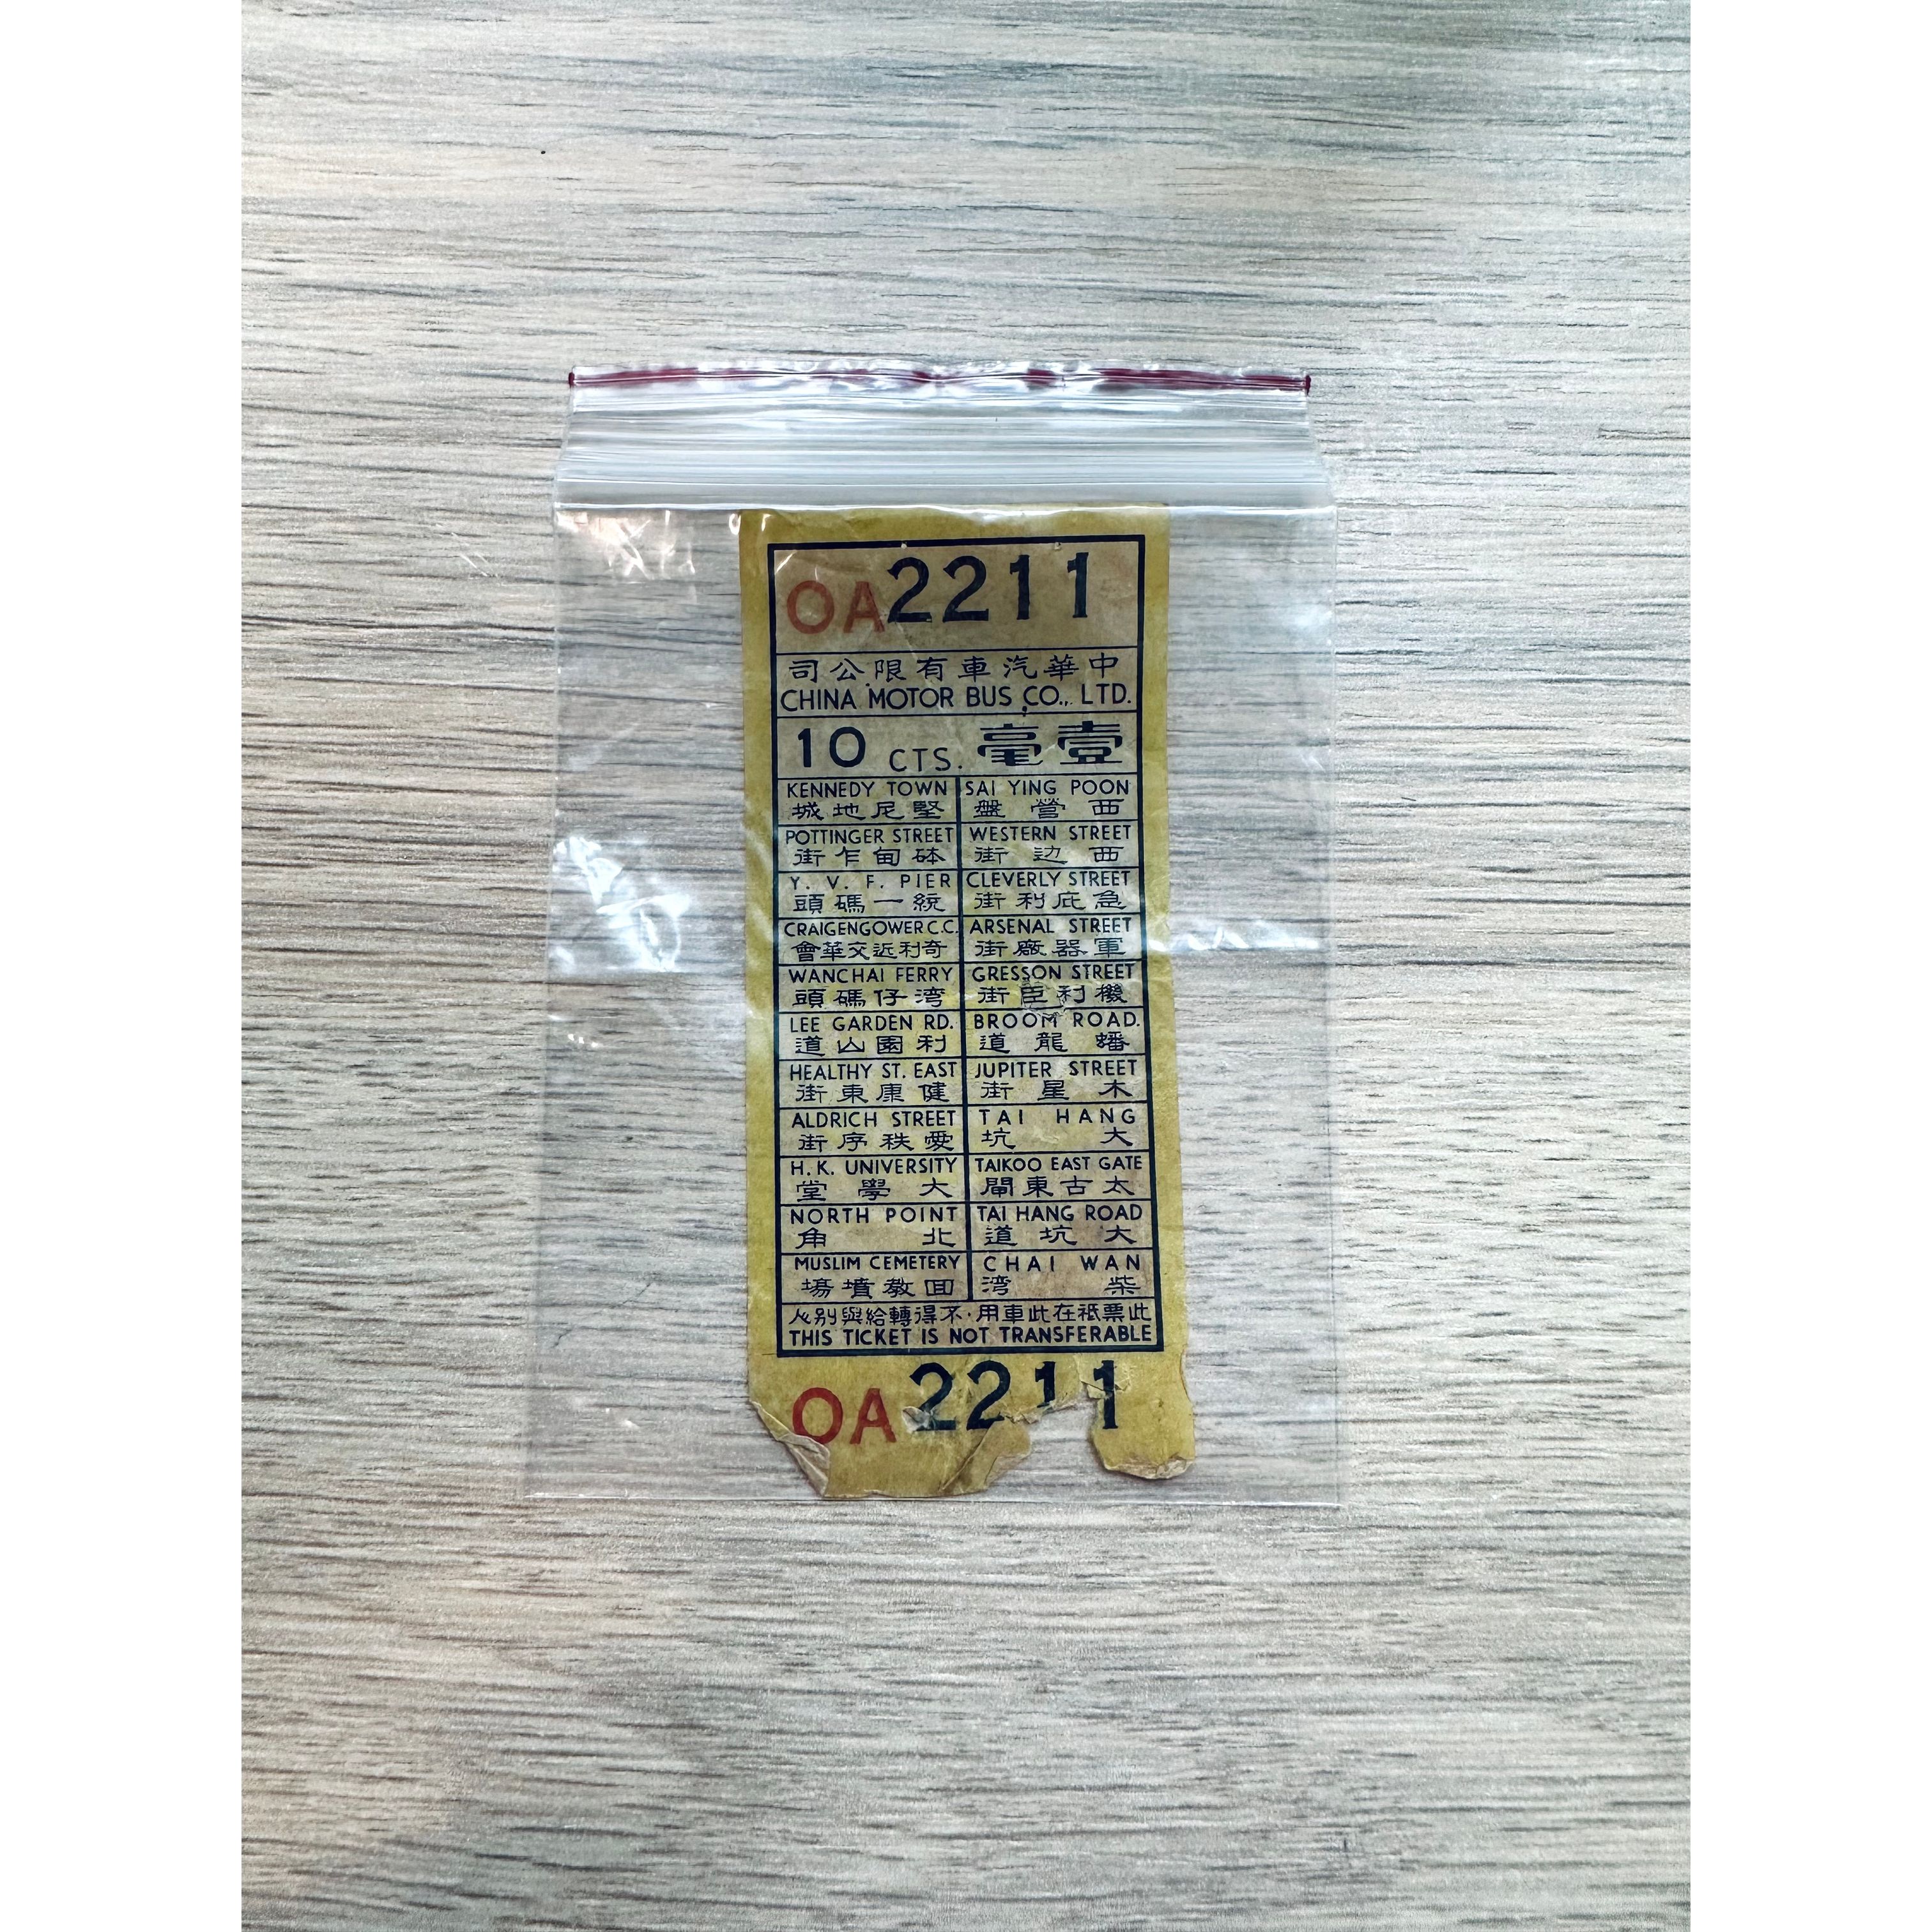 OA2211
中華汽車有限公司
CHINA MOTOR BUS CO., LTD.
10 CTS. 壹毫
KENNEDY TOWN
堅尼地城
SAI YING POON
西營盤
POTTINGER STREET
砵甸乍街
WESTERN STREET
西边街
Y. V. F. PIER
統一碼頭
CLEVERLY STREET
急庇利街
CRAIGENGOWER C.C.
奇利近交華會
ARSENAL STREET
軍器廠街
WANCHAI FERRY
湾仔碼頭
GRESSON STREET
機利臣街
LEE GARDEN RD.
利園山道
BROOM ROAD.
蟠龍道
HEALTHY ST. EAST
健康東街
JUPITER STREET
木星街
ALDRICH STREET
愛秩序街
TAI HANG
大坑
H. K. UNIVERSITY
大學堂
TAIKOO EAST GATE
太古東閘
NORTH POINT
北角
TAI HANG ROAD
大坑道
MUSLIM CEMETERY
回教墳場
CHAI WAN
柴湾
此票祗在此車用·不得轉給與别人
THIS TICKET IS NOT TRANSFERABLE
OA 2211